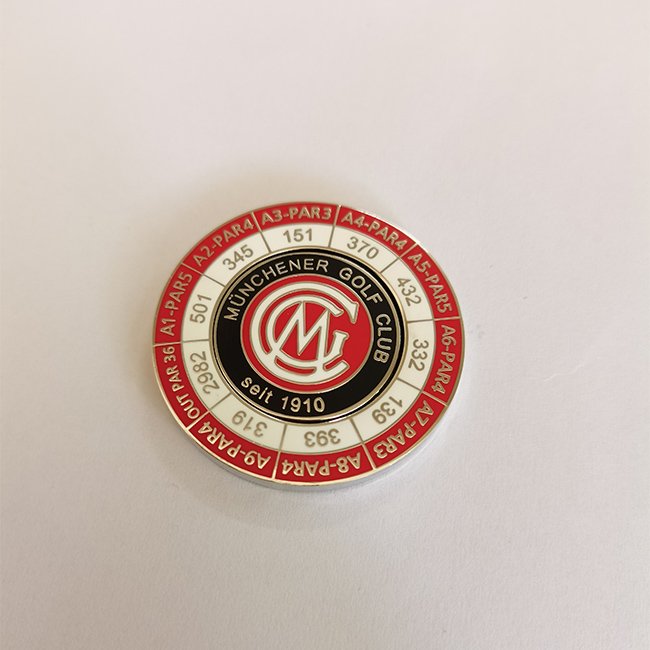 A1-PAR5
A2-PAR4
A3-PAR3
A4-PAR4
A5-PAR5
A6-PAR4
A7-PAR3
A8-PAR4
A9-PAR4
OUT PAR 36
501
345
151
370
432
332
139
393
319
2982
MÜNCHENER GOLF CLUB
seit 1910
MGC